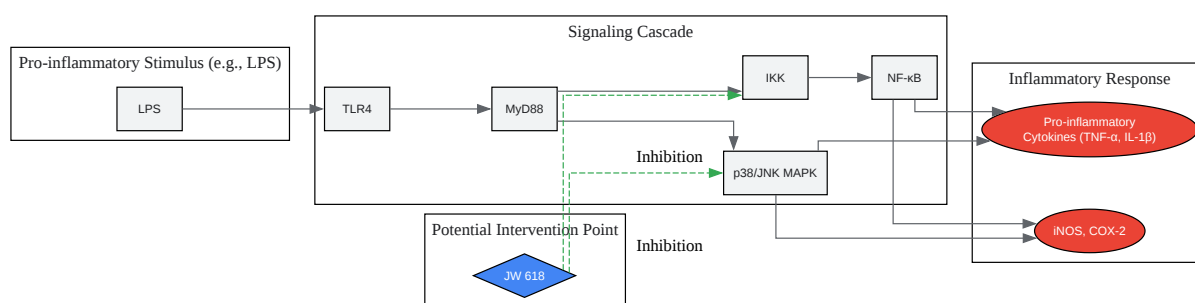 Signaling Cascade
Pro-inflammatory Stimulus (e.g., LPS)
LPS
TLR4
MyD88
IKK
NF-κB
Inflammatory Response
Pro-inflammatory
Cytokines (TNF-α, IL-1β)
Inhibition
p38/JNK MAPK
Potential Intervention Point
Inhibition
iNOS, COX-2
JW 618